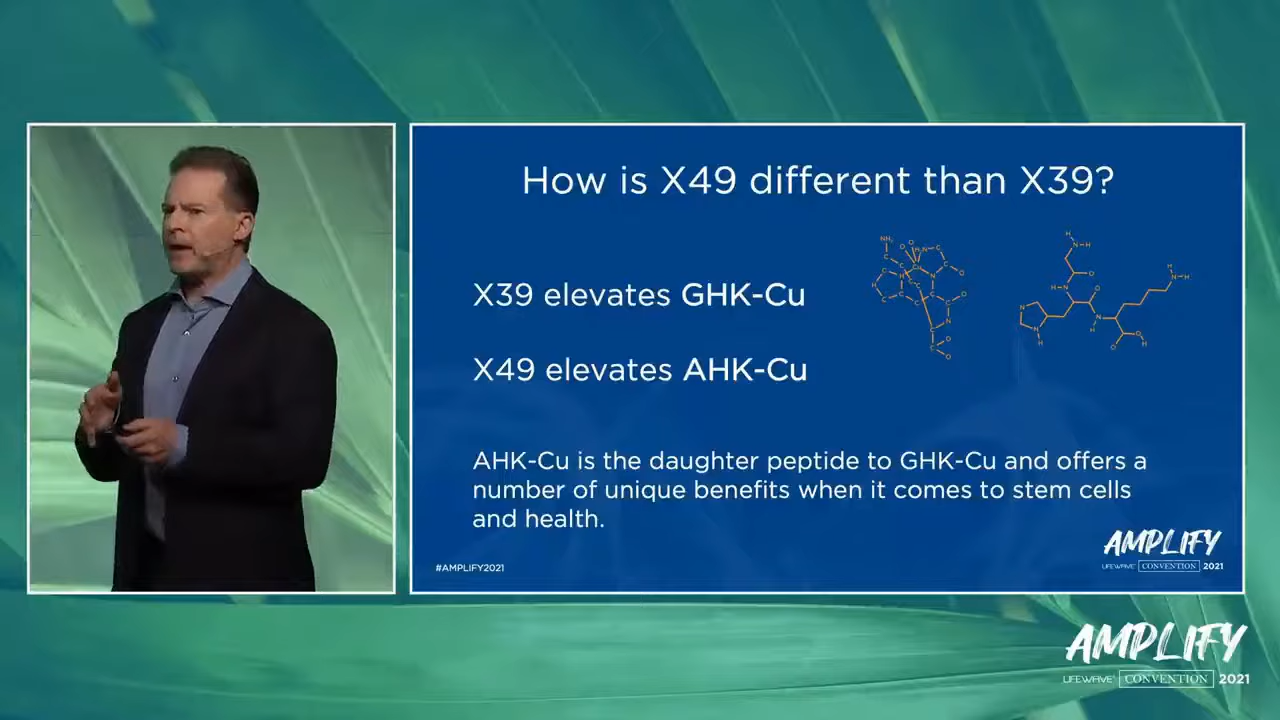 How is X49 different than X39?
X39 elevates GHK-Cu
X49 elevates AHK-Cu
AHK-Cu is the daughter peptide to GHK-Cu and offers a
number of unique benefits when it comes to stem cells
and health.
#AMPLIFY2021
AMPLIFY
LIFEWAVE CONVENTION 2021
AMPLIFY
LIFEWAVE CONVENTION 2021